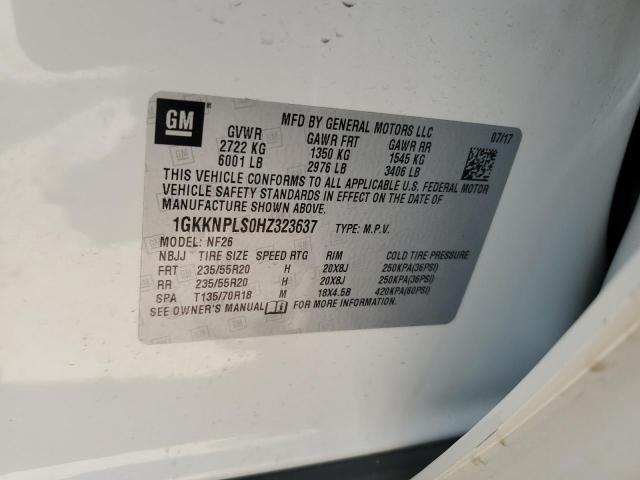 GM
MFD BY GENERAL MOTORS LLC
07/17
GVWR GAWR FRT GAWR RR
2722 KG 1350 KG 1545 KG
6001 LB 2976 LB 3406 LB
THIS VEHICLE CONFORMS TO ALL APPLICABLE U.S. FEDERAL MOTOR
VEHICLE SAFETY STANDARDS IN EFFECT ON THE DATE OF
MANUFACTURE SHOWN ABOVE.
1GKKNPLS0HZ323637 TYPE: M.P.V.
MODEL: NF26
NBJJ TIRE SIZE SPEED RTG RIM COLD TIRE PRESSURE
FRT 235/55R20 H 20X8J 250KPA(36PSI)
RR 235/55R20 H 20X8J 250KPA(36PSI)
SPA T135/70R18 M 18X4.5B 420KPA(60PSI)
SEE OWNER'S MANUAL FOR MORE INFORMATION.